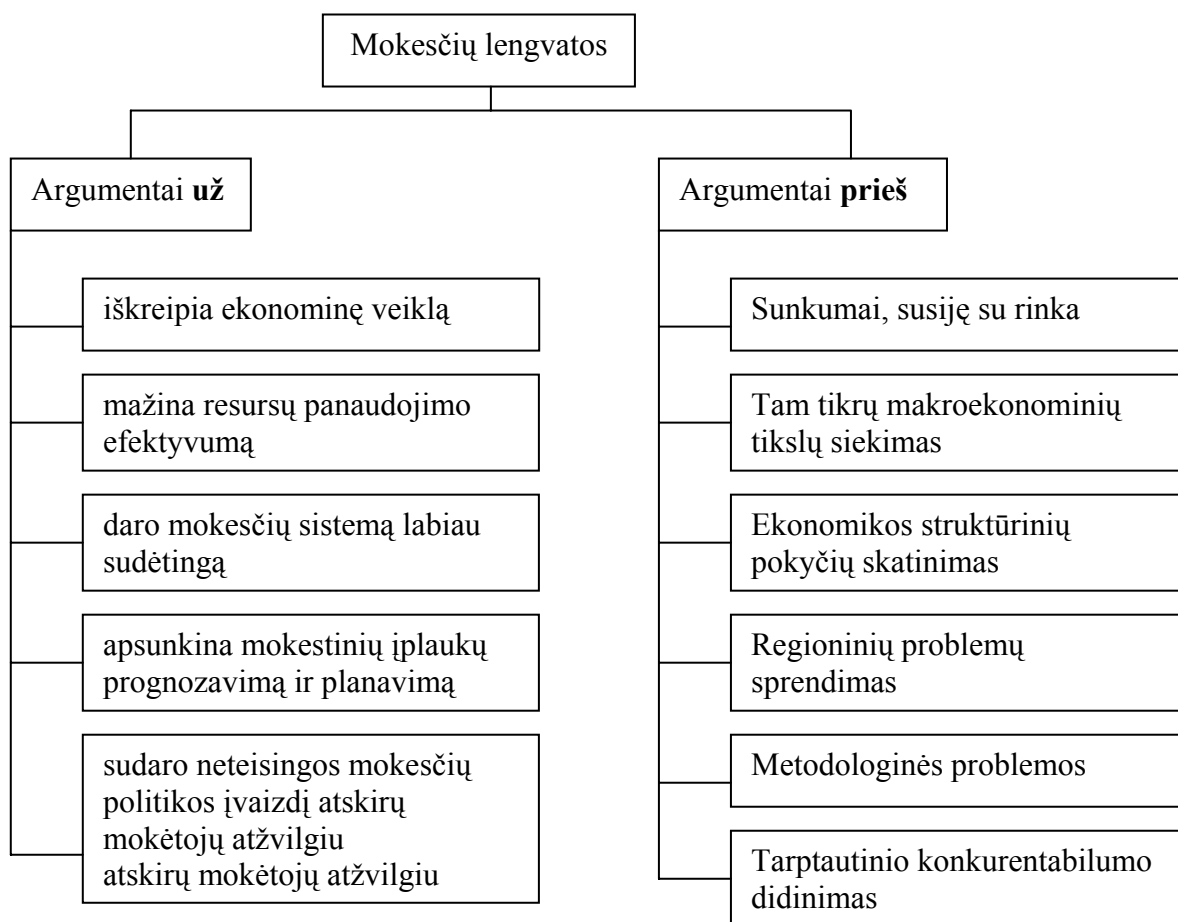 Mokesčių lengvatos
Argumentai už
iškreipia ekonominę veiklą
mažina resursų panaudojimo
efektyvumą
daro mokesčių sistemą labiau
sudėtingą
apsunkina mokestinių įplaukų
prognozavimą ir planavimą
sudaro neteisingos mokesčių
politikos įvaizdį atskirų
mokėtojų atžvilgiu
atskirų mokėtojų atžvilgiu
Argumentai prieš
Sunkumai, susiję su rinka
Tam tikrų makroekonominių
tikslų siekimas
Ekonomikos struktūrinių
pokyčių skatinimas
Regioninių problemų
sprendimas
Metodologinės problemos
Tarptautinio konkurentabilumo
didinimas